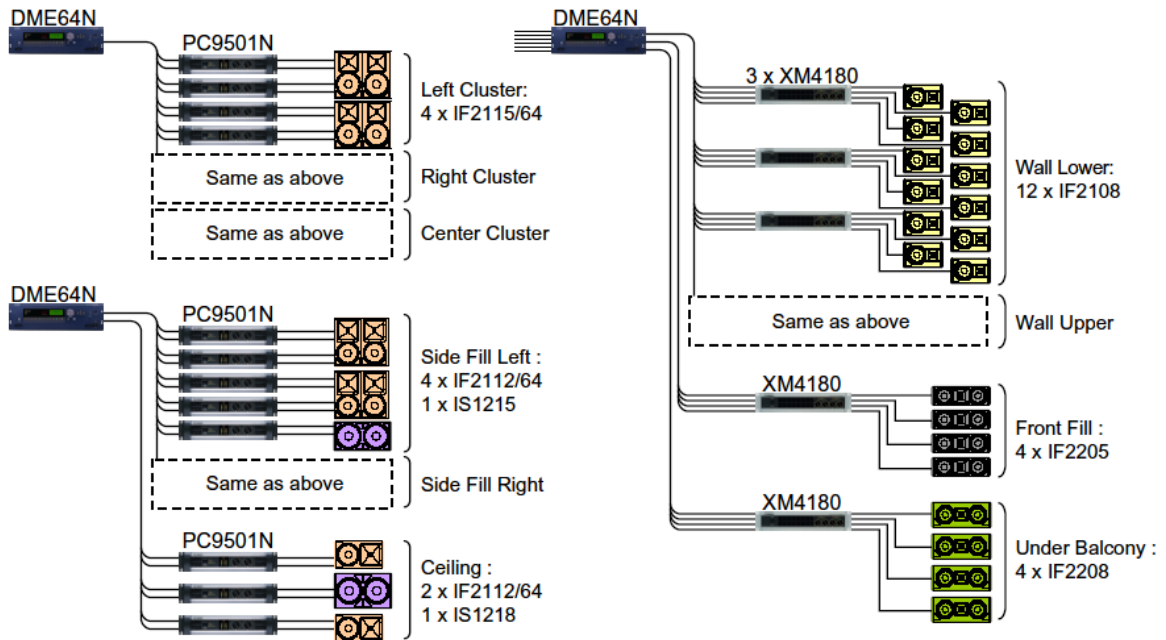 DME64N
PC9501N
Left Cluster:
4 x IF2115/64
Same as above
Right Cluster
Same as above
Center Cluster
DME64N
PC9501N
Side Fill Left :
4 x IF2112/64
1 x IS1215
Same as above
Side Fill Right
PC9501N
Ceiling :
2 x IF2112/64
1 x IS1218
DME64N
3 x XM4180
Wall Lower:
12 x IF2108
Same as above
Wall Upper
XM4180
Front Fill :
4 x IF2205
XM4180
Under Balcony :
4 x IF2208